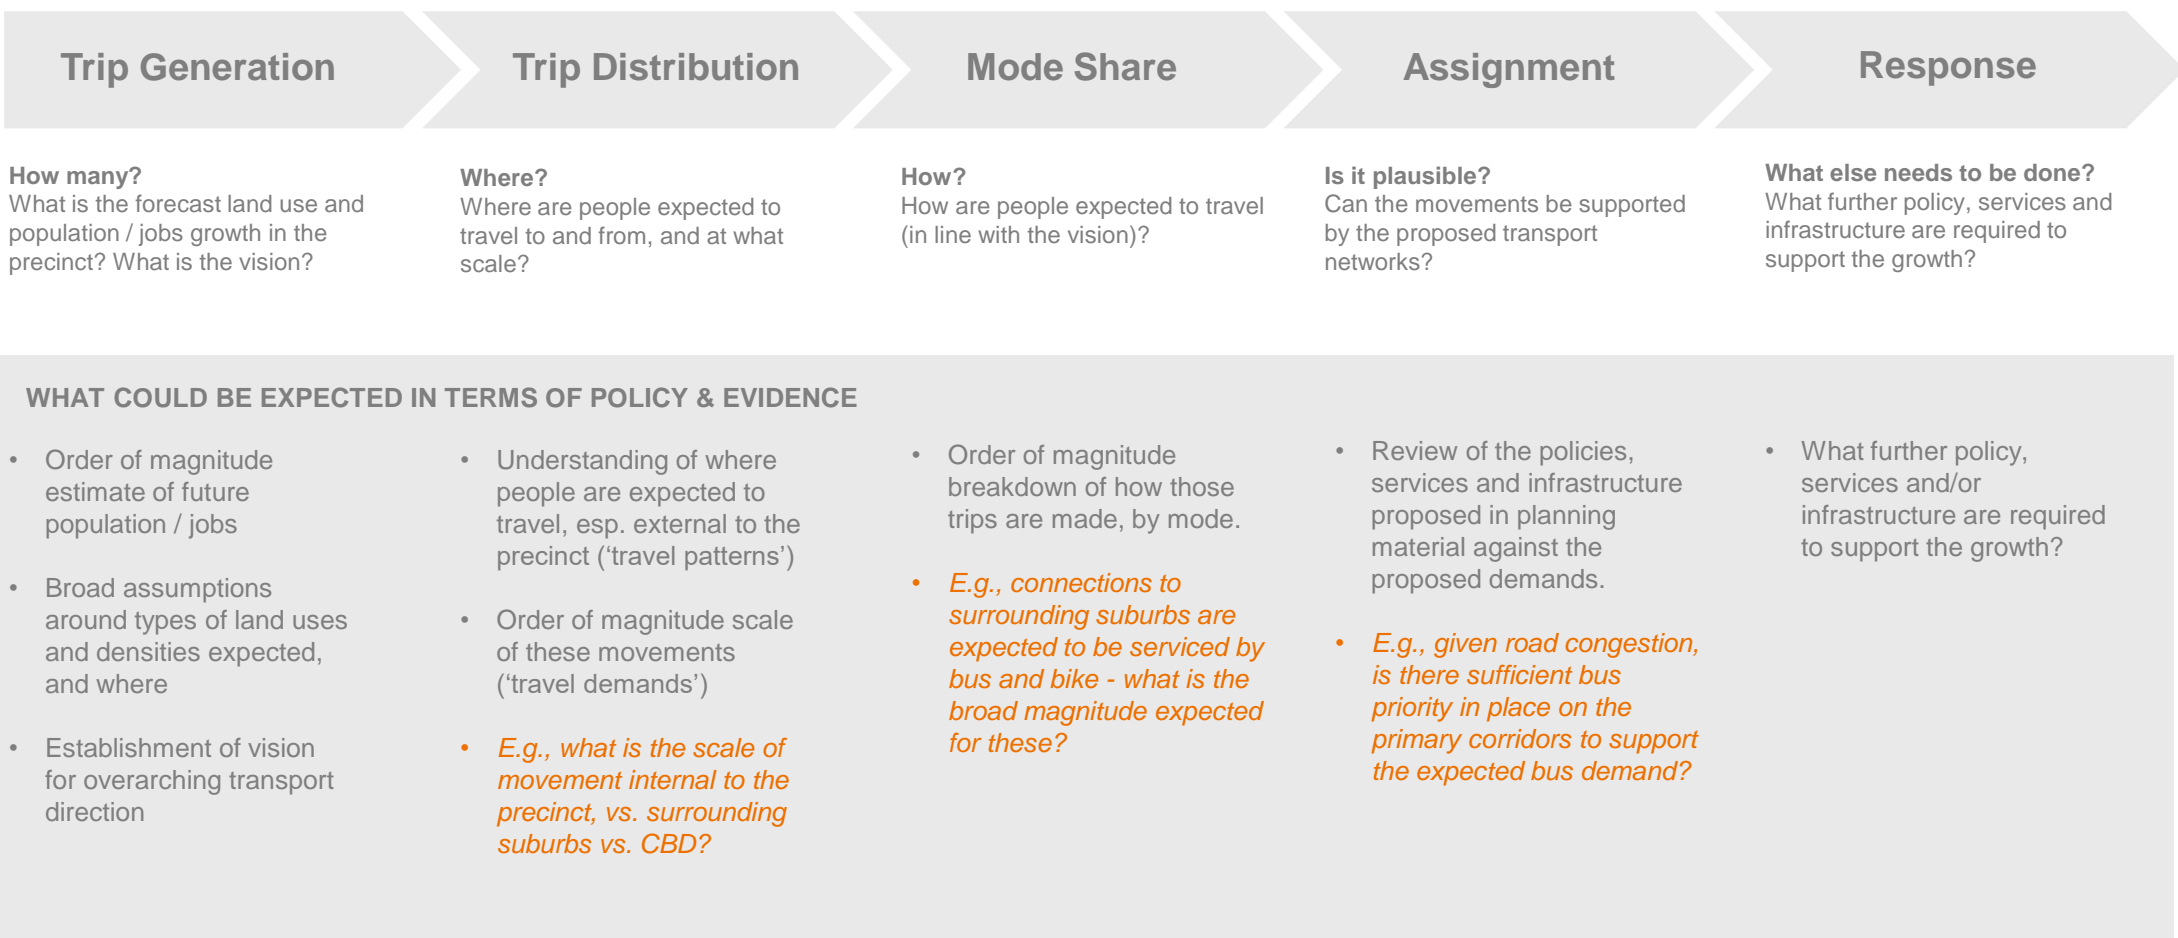 Trip Generation
Trip Distribution
Mode Share
Assignment
Response
How many?
What is the forecast land use and
population / jobs growth in the
precinct? What is the vision?
Where?
Where are people expected to
travel to and from, and at what
scale?
How?
How are people expected to travel
(in line with the vision)?
Is it plausible?
Can the movements be supported
by the proposed transport
networks?
What else needs to be done?
What further policy, services and
infrastructure are required to
support the growth?
WHAT COULD BE EXPECTED IN TERMS OF POLICY & EVIDENCE
• Order of magnitude
estimate of future
population / jobs
• Broad assumptions
around types of land uses
and densities expected,
and where
• Establishment of vision
for overarching transport
direction
• Understanding of where
people are expected to
travel, esp. external to the
precinct (‘travel patterns’)
• Order of magnitude scale
of these movements
(‘travel demands’)
• E.g., what is the scale of
movement internal to the
precinct, vs. surrounding
suburbs vs. CBD?
• Order of magnitude
breakdown of how those
trips are made, by mode.
• E.g., connections to
surrounding suburbs are
expected to be serviced by
bus and bike - what is the
broad magnitude expected
for these?
• Review of the policies,
services and infrastructure
proposed in planning
material against the
proposed demands.
• E.g., given road congestion,
is there sufficient bus
priority in place on the
primary corridors to support
the expected bus demand?
• What further policy,
services and/or
infrastructure are required
to support the growth?